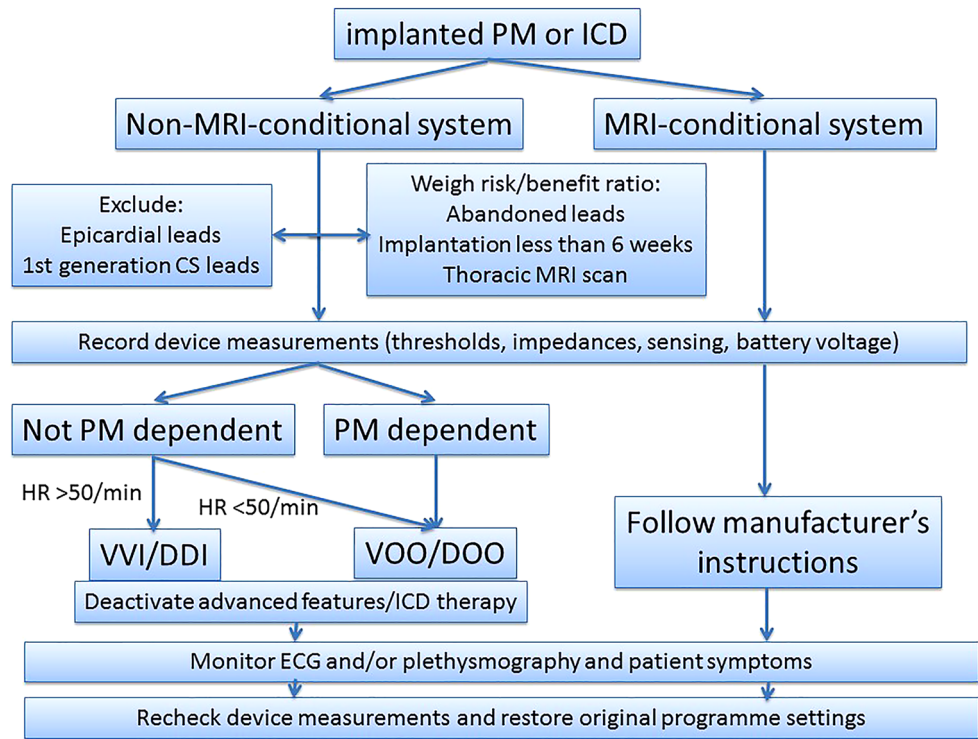 implanted PM or ICD
Non-MRI-conditional system
MRI-conditional system
Exclude:
Epicardial leads
1st generation CS leads
Weigh risk/benefit ratio:
Abandoned leads
Implantation less than 6 weeks
Thoracic MRI scan
Record device measurements (thresholds, impedances, sensing, battery voltage)
Not PM dependent
PM dependent
HR >50/min
HR <50/min
VVI/DDI
VOO/DOO
Follow manufacturer’s
instructions
Deactivate advanced features/ICD therapy
Monitor ECG and/or plethysmography and patient symptoms
Recheck device measurements and restore original programme settings